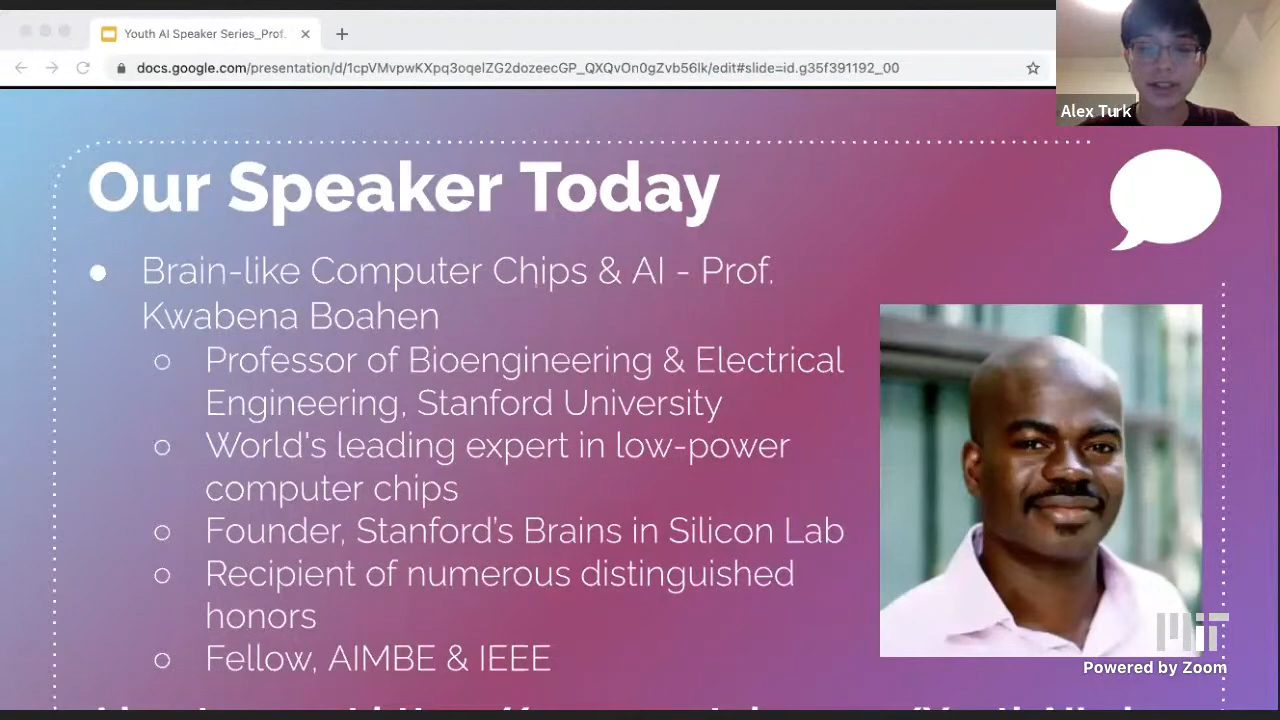 Youth AI Speaker Series_Prof.
docs.google.com/presentation/d/1cpVMvpwKXpq3oqelZG2dozeecGP_QXQvOn0gZvb56lk/edit#slide=id.g35f391192_00
Alex Turk
Our Speaker Today
● Brain-like Computer Chips & AI - Prof.
Kwabena Boahen
○ Professor of Bioengineering & Electrical
Engineering, Stanford University
○ World's leading expert in low-power
computer chips
○ Founder, Stanford's Brains in Silicon Lab
○ Recipient of numerous distinguished
honors
○ Fellow, AIMBE & IEEE
MIT
Powered by Zoom